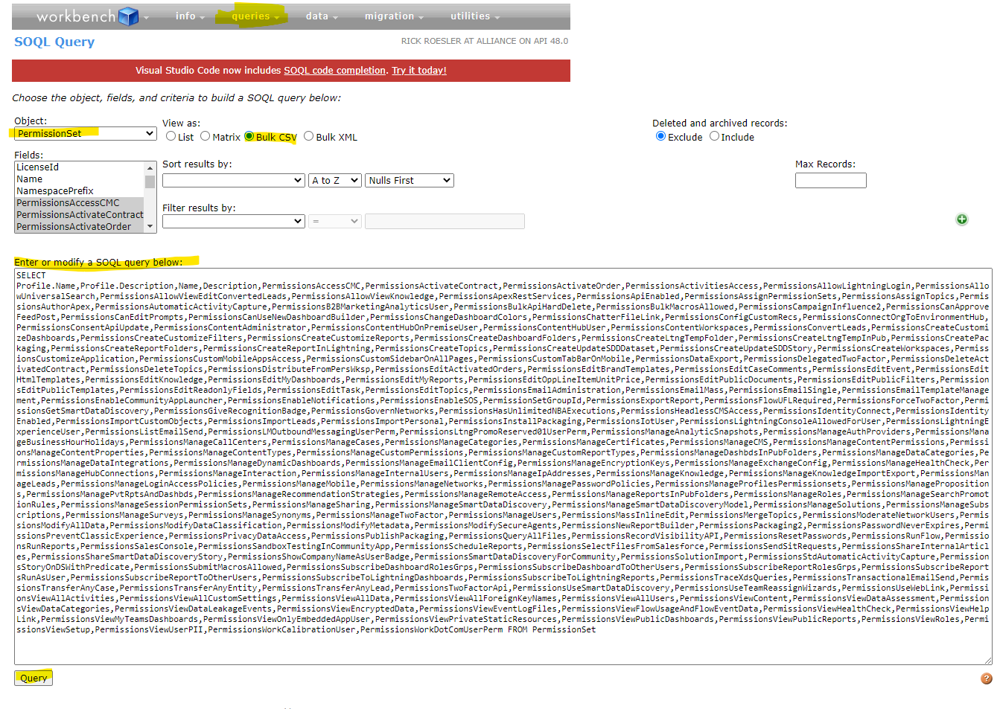 workbench info queries data migration utilities
SOQL Query
RICK ROESLER AT ALLIANCE ON API 48.0
Visual Studio Code now includes SOQL code completion. Try it today!
Choose the object, fields, and criteria to build a SOQL query below:
Object:
PermissionSet
View as:
List Matrix Bulk CSV Bulk XML
Deleted and archived records:
Exclude Include
Fields:
LicenseId
Name
NamespacePrefix
PermissionsAccessCMC
PermissionsActivateContract
PermissionsActivateOrder
Sort results by:
A to Z Nulls First
Max Records:
Filter results by:
=
Enter or modify a SOQL query below:
SELECT
Profile.Name,Profile.Description,Name,Description,PermissionsAccessCMC,PermissionsActivateContract,PermissionsActivateOrder,PermissionsActivitiesAccess,PermissionsAllowLightningLogin,PermissionsAllo
wUniversalSearch,PermissionsAllowViewEditConvertedLeads,PermissionsAllowViewKnowledge,PermissionsApexRestServices,PermissionsApiEnabled,PermissionsAssignPermissionSets,PermissionsAssignTopics,Permis
sionsAuthorApex,PermissionsAutomaticActivityCapture,PermissionsB2BMarketingAnalyticsUser,PermissionsBulkApiHardDelete,PermissionsBulkMacrosAllowed,PermissionsCampaignInfluence2,PermissionsCanApprove
FeedPost,PermissionsCanEditPrompts,PermissionsCanUseNewDashboardBuilder,PermissionsChangeDashboardColors,PermissionsChatterFileLink,PermissionsConfigCustomRecs,PermissionsConnectOrgToEnvironmentHub,
PermissionsConsentApiUpdate,PermissionsContentAdministrator,PermissionsContentHubOnPremiseUser,PermissionsContentHubUser,PermissionsContentWorkspaces,PermissionsConvertLeads,PermissionsCreateCustomi
zeDashboards,PermissionsCreateCustomizeFilters,PermissionsCreateCustomizeReports,PermissionsCreateDashboardFolders,PermissionsCreateLtngTempFolder,PermissionsCreateLtngTempInPub,PermissionsCreatePac
kaging,PermissionsCreateReportFolders,PermissionsCreateReportInLightning,PermissionsCreateTopics,PermissionsCreateUpdateSDDDataset,PermissionsCreateUpdateSDDStory,PermissionsCreateWorkspaces,Permiss
ionsCustomizeApplication,PermissionsCustomMobileAppsAccess,PermissionsCustomSidebarOnAllPages,PermissionsCustomTabBarOnMobile,PermissionsDataExport,PermissionsDelegatedTwoFactor,PermissionsDeleteAct
ivatedContract,PermissionsDeleteTopics,PermissionsDistributeFromPersWksp,PermissionsEditActivatedOrders,PermissionsEditBrandTemplates,PermissionsEditCaseComments,PermissionsEditEvent,PermissionsEdit
HtmlTemplates,PermissionsEditKnowledge,PermissionsEditMyDashboards,PermissionsEditMyReports,PermissionsEditOppLineItemUnitPrice,PermissionsEditPublicDocuments,PermissionsEditPublicFilters,Permission
sEditPublicTemplates,PermissionsEditReadonlyFields,PermissionsEditTask,PermissionsEditTopics,PermissionsEmailAdministration,PermissionsEmailMass,PermissionsEmailSingle,PermissionsEmailTemplateManage
ment,PermissionsEnableCommunityAppLauncher,PermissionsEnableNotifications,PermissionsEnableSOS,PermissionSetGroupId,PermissionsExportReport,PermissionsFlowUFLRequired,PermissionsForceTwoFactor,Permi
ssionsGetSmartDataDiscovery,PermissionsGiveRecognitionBadge,PermissionsGovernNetworks,PermissionsHasUnlimitedNBAExecutions,PermissionsHeadlessCMSAccess,PermissionsIdentityConnect,PermissionsIdentity
Enabled,PermissionsImportCustomObjects,PermissionsImportLeads,PermissionsImportPersonal,PermissionsInstallPackaging,PermissionsIotUser,PermissionsLightningConsoleAllowedForUser,PermissionsLightningE
xperienceUser,PermissionsListEmailSend,PermissionsLMOutboundMessagingUserPerm,PermissionsLtngPromoReserved01UserPerm,PermissionsManageAnalyticSnapshots,PermissionsManageAuthProviders,PermissionsMana
geBusinessHourHolidays,PermissionsManageCallCenters,PermissionsManageCases,PermissionsManageCategories,PermissionsManageCertificates,PermissionsManageCMS,PermissionsManageContentPermissions,Permissi
onsManageContentProperties,PermissionsManageContentTypes,PermissionsManageCustomPermissions,PermissionsManageCustomReportTypes,PermissionsManageDashbdsInPubFolders,PermissionsManageDataCategories,Pe
rmissionsManageDataIntegrations,PermissionsManageDynamicDashboards,PermissionsManageEmailClientConfig,PermissionsManageEncryptionKeys,PermissionsManageExchangeConfig,PermissionsManageHealthCheck,Per
missionsManageHubConnections,PermissionsManageInteraction,PermissionsManageInternalUsers,PermissionsManageIpAddresses,PermissionsManageKnowledge,PermissionsManageKnowledgeImportExport,PermissionsMan
ageLeads,PermissionsManageLoginAccessPolicies,PermissionsManageMobile,PermissionsManageNetworks,PermissionsManagePasswordPolicies,PermissionsManageProfilesPermissionsets,PermissionsManageProposition
s,PermissionsManagePvtRptsAndDashbds,PermissionsManageRecommendationStrategies,PermissionsManageRemoteAccess,PermissionsManageReportsInPubFolders,PermissionsManageRoles,PermissionsManageSearchPromot
ionRules,PermissionsManageSessionPermissionSets,PermissionsManageSharing,PermissionsManageSmartDataDiscovery,PermissionsManageSmartDataDiscoveryModel,PermissionsManageSolutions,PermissionsManageSubs
criptions,PermissionsManageSurveys,PermissionsManageSynonyms,PermissionsManageTwoFactor,PermissionsManageUsers,PermissionsMassInlineEdit,PermissionsMergeTopics,PermissionsModerateNetworkUsers,Permis
sionsModifyAllData,PermissionsModifyDataClassification,PermissionsModifyMetadata,PermissionsModifySecureAgents,PermissionsNewReportBuilder,PermissionsPackaging2,PermissionsPasswordNeverExpires,Permi
ssionsPreventClassicExperience,PermissionsPrivacyDataAccess,PermissionsPublishPackaging,PermissionsQueryAllFiles,PermissionsRecordVisibilityAPI,PermissionsResetPasswords,PermissionsRunFlow,Permissio
nsRunReports,PermissionsSalesConsole,PermissionsSandboxTestingInCommunityApp,PermissionsScheduleReports,PermissionsSelectFilesFromSalesforce,PermissionsSendSitRequests,PermissionsShareInternalArticl
es,PermissionsShareSmartDataDiscoveryStory,PermissionsShowCompanyNameAsUserBadge,PermissionsSmartDataDiscoveryForCommunity,PermissionsSolutionImport,PermissionsStdAutomaticActivityCapture,Permission
sStoryOnDSWithPredicate,PermissionsSubmitMacrosAllowed,PermissionsSubscribeDashboardRolesGrps,PermissionsSubscribeDashboardToOtherUsers,PermissionsSubscribeReportRolesGrps,PermissionsSubscribeReport
sRunAsUser,PermissionsSubscribeReportToOtherUsers,PermissionsSubscribeToLightningDashboards,PermissionsSubscribeToLightningReports,PermissionsTraceXdsQueries,PermissionsTransactionalEmailSend,Permis
sionsTransferAnyCase,PermissionsTransferAnyEntity,PermissionsTransferAnyLead,PermissionsTwoFactorApi,PermissionsUseSmartDataDiscovery,PermissionsUseTeamReassignWizards,PermissionsUseWebLink,Permissi
onsViewAllActivities,PermissionsViewAllCustomSettings,PermissionsViewAllData,PermissionsViewAllForeignKeyNames,PermissionsViewAllUsers,PermissionsViewContent,PermissionsViewDataAssessment,Permission
sViewDataCategories,PermissionsViewDataLeakageEvents,PermissionsViewEncryptedData,PermissionsViewEventLogFiles,PermissionsViewFlowUsageAndFlowEventData,PermissionsViewHealthCheck,PermissionsViewHelp
Link,PermissionsViewMyTeamsDashboards,PermissionsViewOnlyEmbeddedAppUser,PermissionsViewPrivateStaticResources,PermissionsViewPublicDashboards,PermissionsViewPublicReports,PermissionsViewRoles,Perm
issionsViewSetup,PermissionsViewUserPII,PermissionsWorkCalibrationUser,PermissionsWorkDotComUserPerm FROM PermissionSet
Query